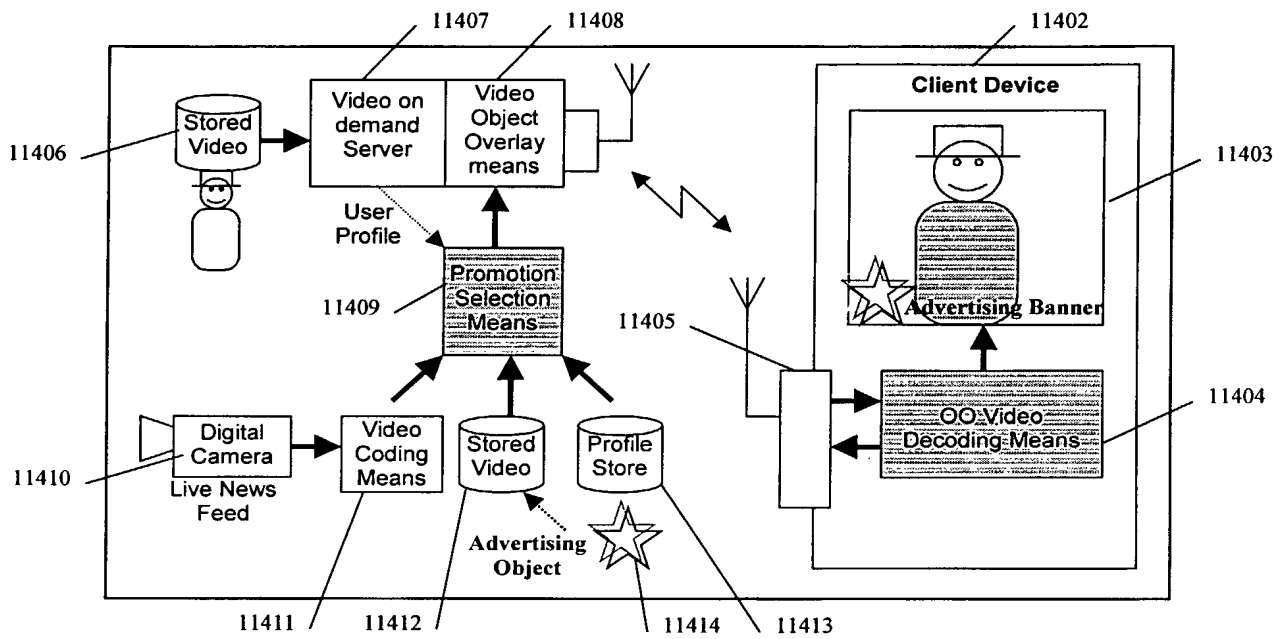 11407
11408
11402
Client Device
Video on
demand
Server
Video
Object
Overlay
means
Stored
Video
11406
11403
User
Profile
Promotion
Selection
Means
11409
Advertising Banner
11405
11404
OO Video
Decoding Means
Digital
Camera
Video
Coding
Means
Stored
Video
Profile
Store
11410
Live News
Feed
Advertising
Object
11411
11412
11414
11413